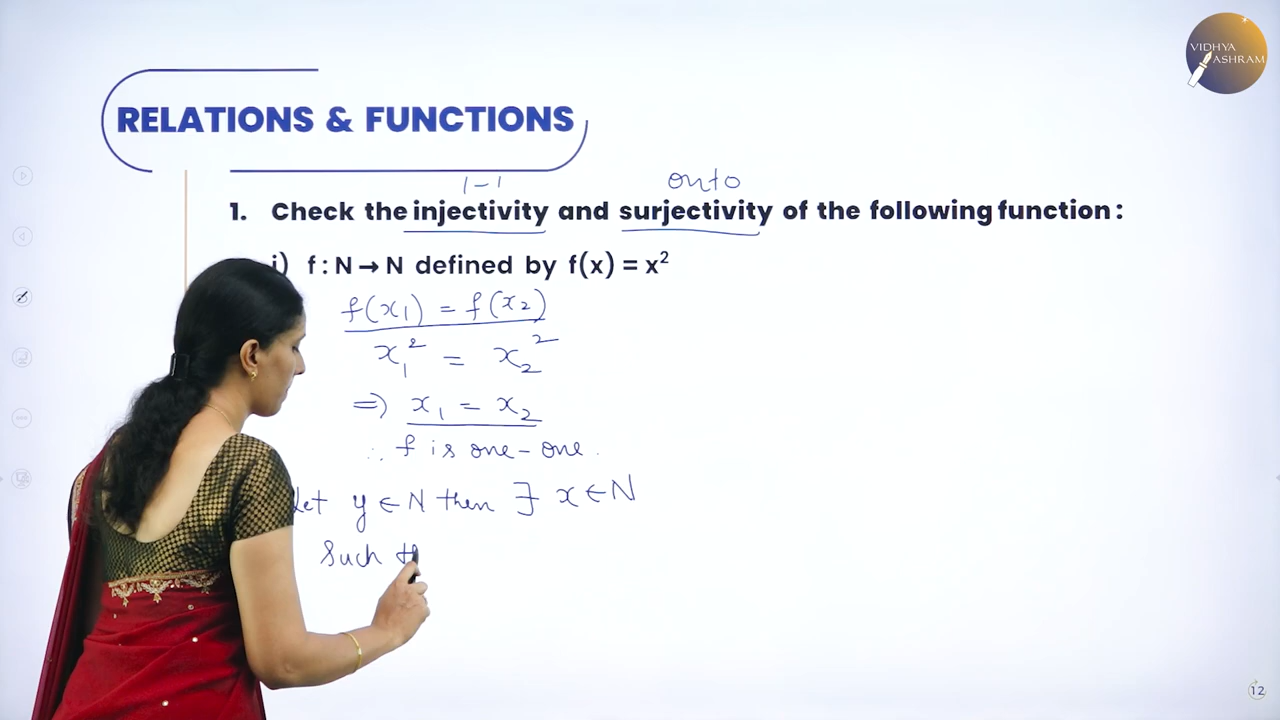 VIDHYA
ASHRAM
RELATIONS & FUNCTIONS
1-1 onto
1. Check the injectivity and surjectivity of the following function :
i) f : N → N defined by f(x) = x²
f(x₁) = f(x₂)
x₁² = x₂²
⇒ x₁ = x₂
∴ f is one-one.
Let y ∈ N then ∃ x ∈ N
Such th
12